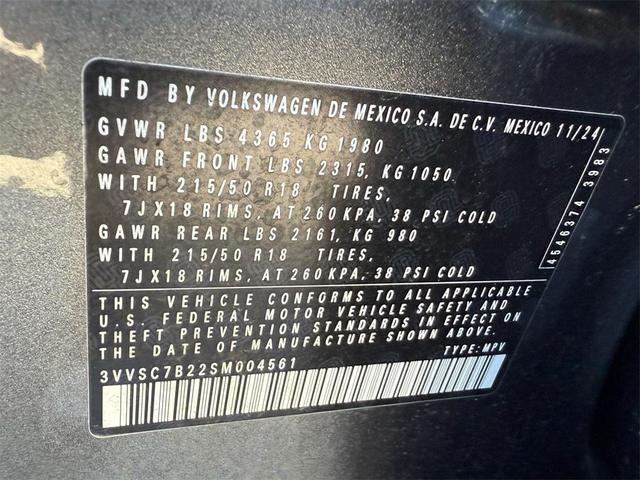 MFD BY VOLKSWAGEN DE MEXICO S.A. DE C.V. MEXICO 11/24
GVWR LBS 4365 KG 1980
GAWR FRONT LBS 2315, KG 1050
WITH 215/50 R18 TIRES,
7JX18 RIMS, AT 260 KPA, 38 PSI COLD
GAWR REAR LBS 2161, KG 980
WITH 215/50 R18 TIRES,
7JX18 RIMS, AT 260 KPA, 38 PSI COLD
4546374 3983
THIS VEHICLE CONFORMS TO ALL APPLICABLE
U.S. FEDERAL MOTOR VEHICLE SAFETY AND
THEFT PREVENTION STANDARDS IN EFFECT ON
THE DATE OF MANUFACTURE SHOWN ABOVE.
TYPE: MPV
3VVSC7B22SM004561